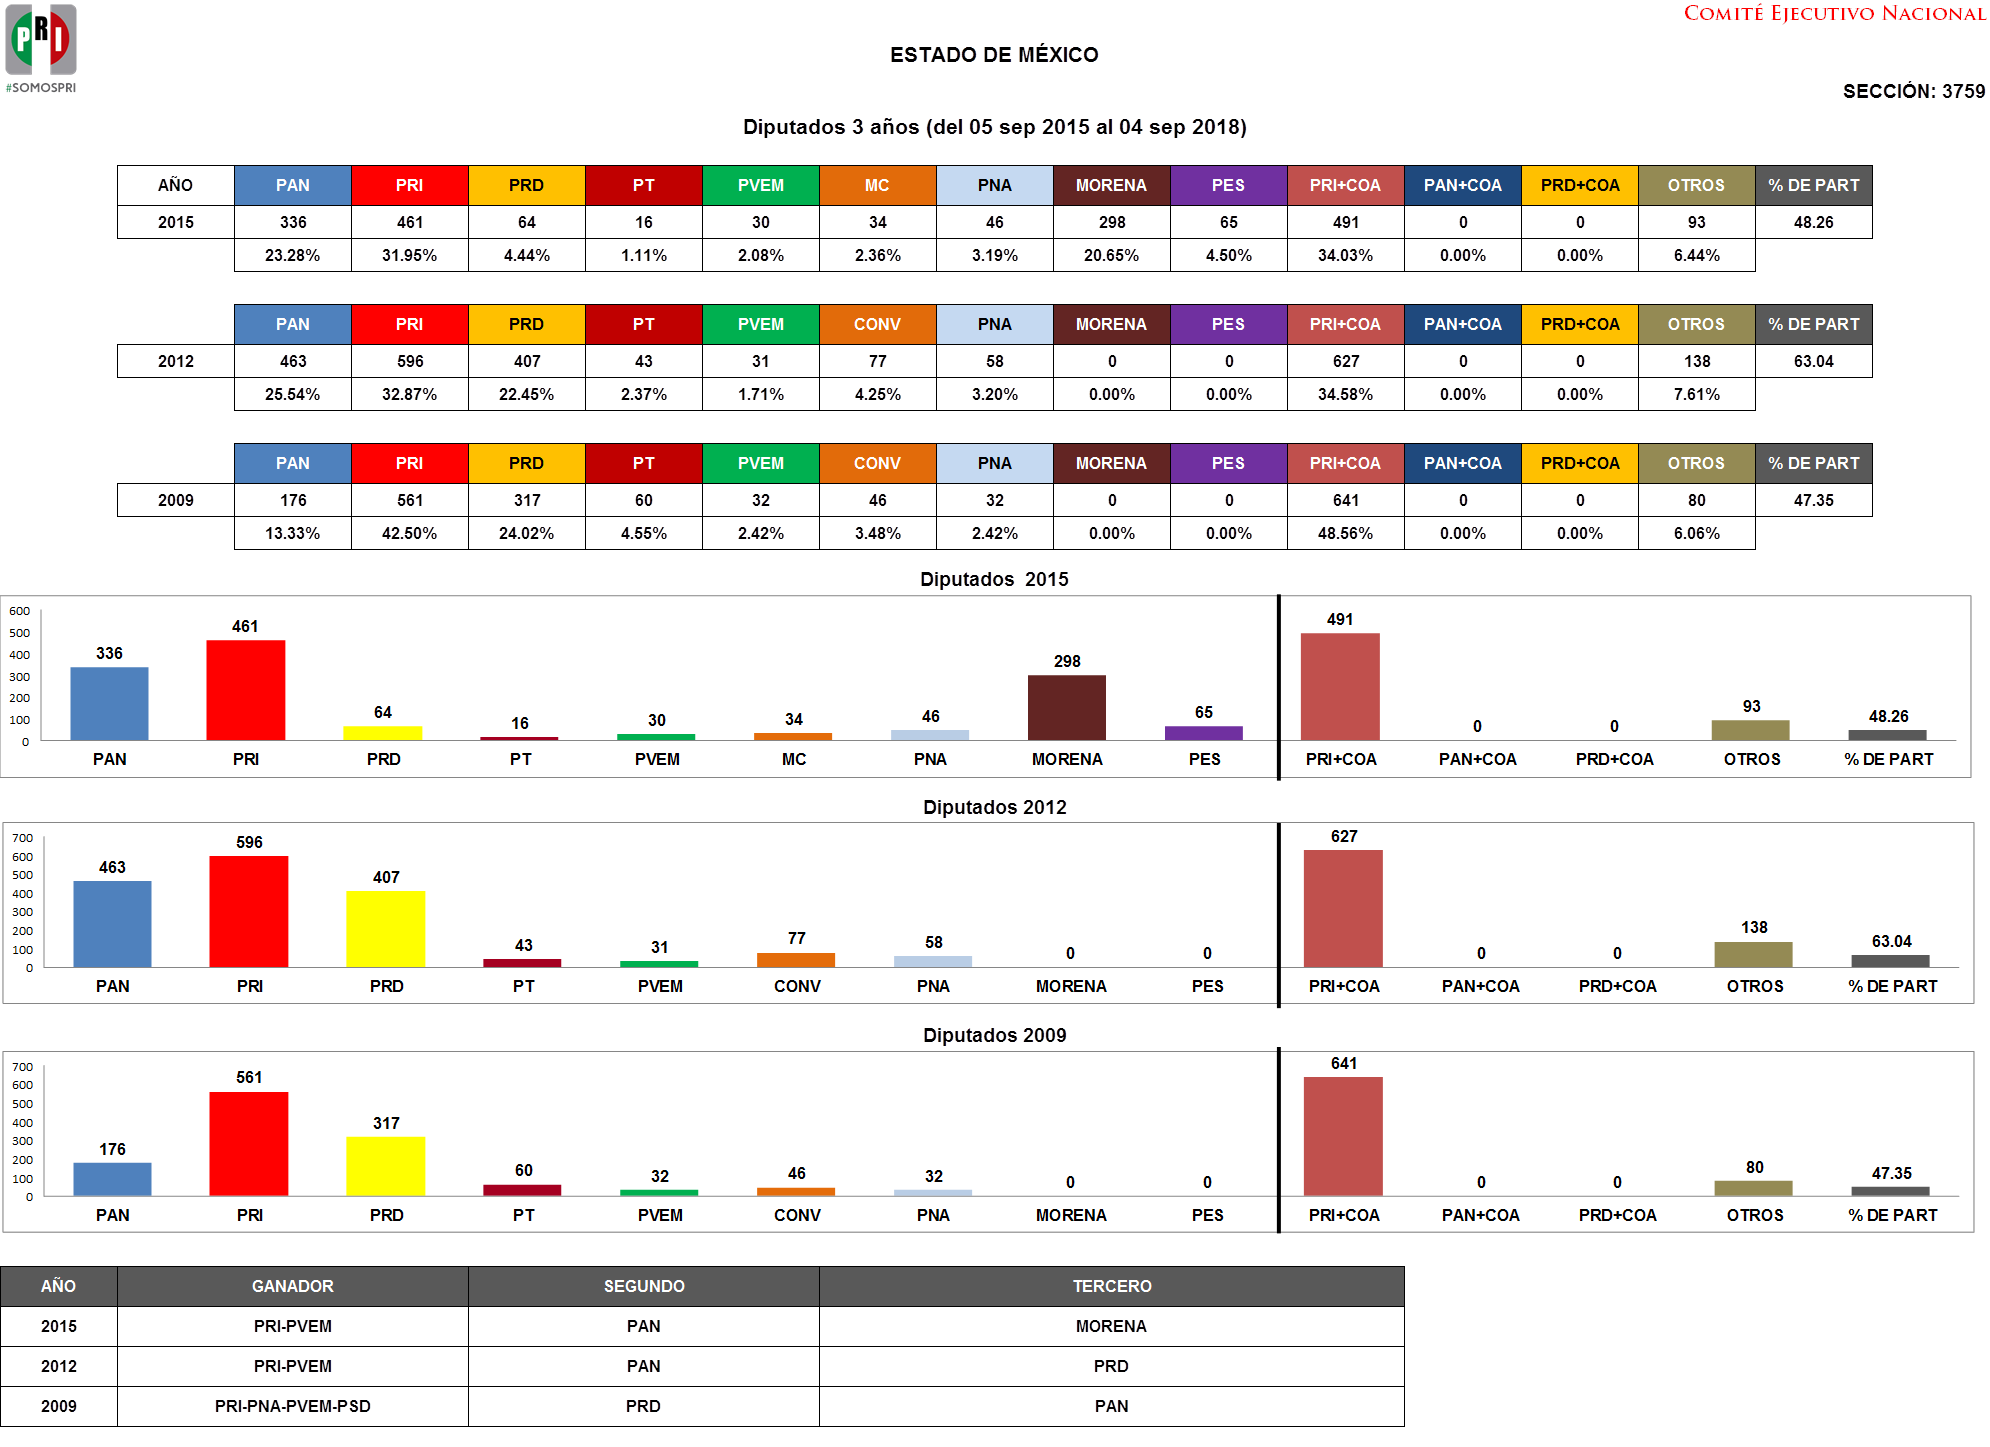 PRI
#SOMOSPRI
COMITÉ EJECUTIVO NACIONAL
ESTADO DE MÉXICO
SECCIÓN: 3759
Diputados 3 años (del 05 sep 2015 al 04 sep 2018)
AÑO PAN PRI PRD PT PVEM MC PNA MORENA PES PRI+COA PAN+COA PRD+COA OTROS % DE PART
2015 336 461 64 16 30 34 46 298 65 491 0 0 93 48.26
23.28% 31.95% 4.44% 1.11% 2.08% 2.36% 3.19% 20.65% 4.50% 34.03% 0.00% 0.00% 6.44%
PAN PRI PRD PT PVEM CONV PNA MORENA PES PRI+COA PAN+COA PRD+COA OTROS % DE PART
2012 463 596 407 43 31 77 58 0 0 627 0 0 138 63.04
25.54% 32.87% 22.45% 2.37% 1.71% 4.25% 3.20% 0.00% 0.00% 34.58% 0.00% 0.00% 7.61%
PAN PRI PRD PT PVEM CONV PNA MORENA PES PRI+COA PAN+COA PRD+COA OTROS % DE PART
2009 176 561 317 60 32 46 32 0 0 641 0 0 80 47.35
13.33% 42.50% 24.02% 4.55% 2.42% 3.48% 2.42% 0.00% 0.00% 48.56% 0.00% 0.00% 6.06%
Diputados 2015
600
500
400
300
200
100
0
336 461 64 16 30 34 46 298 65 491 0 0 93 48.26
PAN PRI PRD PT PVEM MC PNA MORENA PES PRI+COA PAN+COA PRD+COA OTROS % DE PART
Diputados 2012
700
600
500
400
300
200
100
0
463 596 407 43 31 77 58 0 0 627 0 0 138 63.04
PAN PRI PRD PT PVEM CONV PNA MORENA PES PRI+COA PAN+COA PRD+COA OTROS % DE PART
Diputados 2009
700
600
500
400
300
200
100
0
176 561 317 60 32 46 32 0 0 641 0 0 80 47.35
PAN PRI PRD PT PVEM CONV PNA MORENA PES PRI+COA PAN+COA PRD+COA OTROS % DE PART
AÑO GANADOR SEGUNDO TERCERO
2015 PRI-PVEM PAN MORENA
2012 PRI-PVEM PAN PRD
2009 PRI-PNA-PVEM-PSD PRD PAN